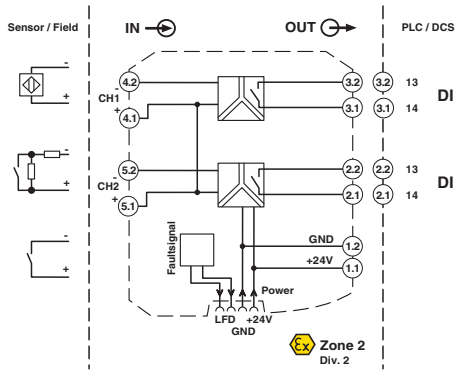 Sensor / Field
IN
OUT
PLC / DCS
-
+
4.2
-
CH1
+
4.1
3.2
3.2
13
3.1
3.1
14
DI
-
+
5.2
-
CH2
+
5.1
2.2
2.2
13
2.1
2.1
14
DI
-
+
Faultsignal
GND
1.2
+24V
1.1
Power
LFD
+24V
GND
Ex
Zone 2
Div. 2